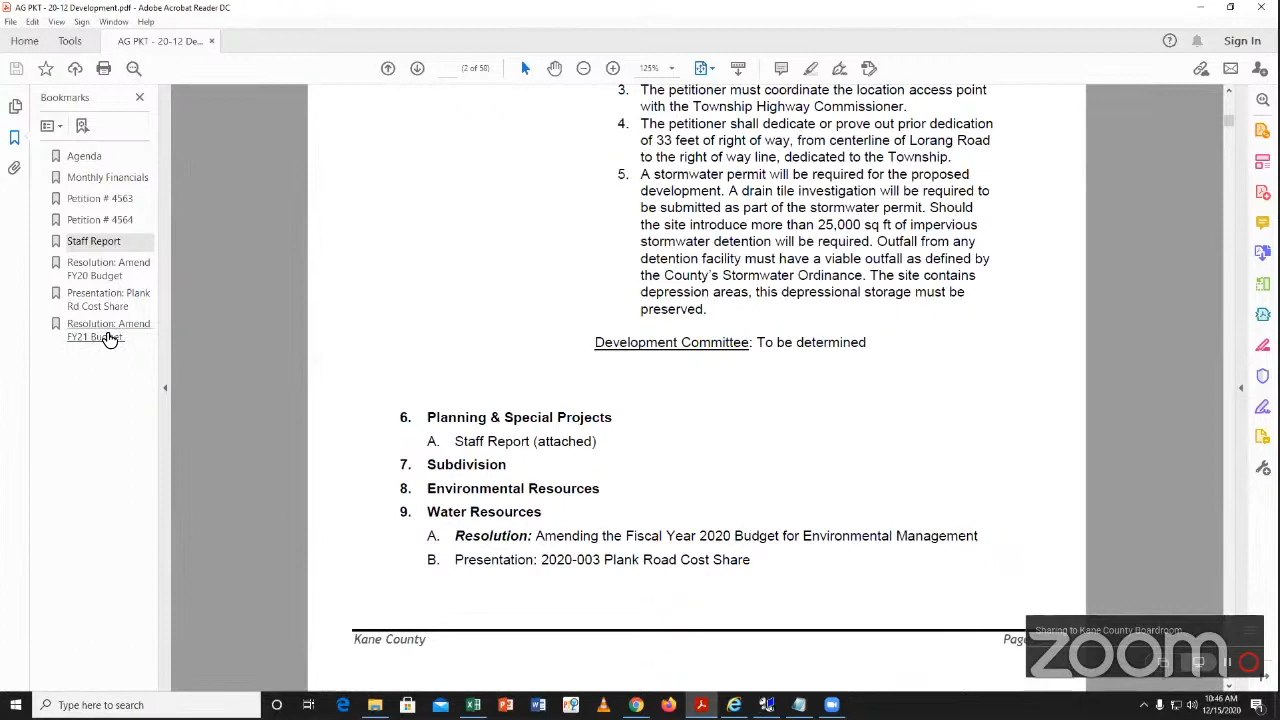 AG PKT - 20-12 Development.pdf - Adobe Acrobat Reader DC
File Edit View Sign Window Help
Home Tools AG PKT - 20-12 De... × Sign In
(2 of 58) 125%
Bookmarks
Agenda
Monthly Financials
Petition # 4563
Petition # 4564
Staff Report
Resolution: Amend
FY20 Budget
Presentation: Plank
Rd Cost Share
Resolution: Amend
FY21 Budget
3. The petitioner must coordinate the location access point
with the Township Highway Commissioner.
4. The petitioner shall dedicate or prove out prior dedication
of 33 feet of right of way, from centerline of Lorang Road
to the right of way line, dedicated to the Township.
5. A stormwater permit will be required for the proposed
development. A drain tile investigation will be required to
be submitted as part of the stormwater permit. Should
the site introduce more than 25,000 sq ft of impervious
stormwater detention will be required. Outfall from any
detention facility must have a viable outfall as defined by
the County's Stormwater Ordinance. The site contains
depression areas, this depressional storage must be
preserved.
Development Committee: To be determined
6. Planning & Special Projects
A. Staff Report (attached)
7. Subdivision
8. Environmental Resources
9. Water Resources
A. Resolution: Amending the Fiscal Year 2020 Budget for Environmental Management
B. Presentation: 2020-003 Plank Road Cost Share
Kane County Page
Sharing to Kane County Boardroom
zoom
Type here to search
10:46 AM
12/15/2020